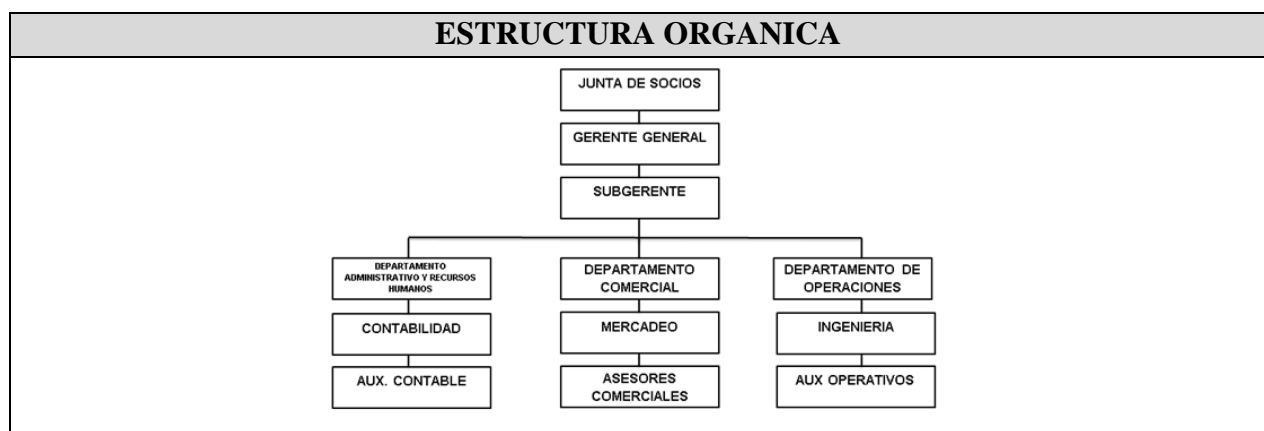 ESTRUCTURA ORGANICA
JUNTA DE SOCIOS
GERENTE GENERAL
SUBGERENTE
DEPARTAMENTO
ADMINISTRATIVO Y RECURSOS
HUMANOS
DEPARTAMENTO
COMERCIAL
DEPARTAMENTO DE
OPERACIONES
CONTABILIDAD
MERCADEO
INGENIERIA
AUX. CONTABLE
ASESORES
COMERCIALES
AUX OPERATIVOS